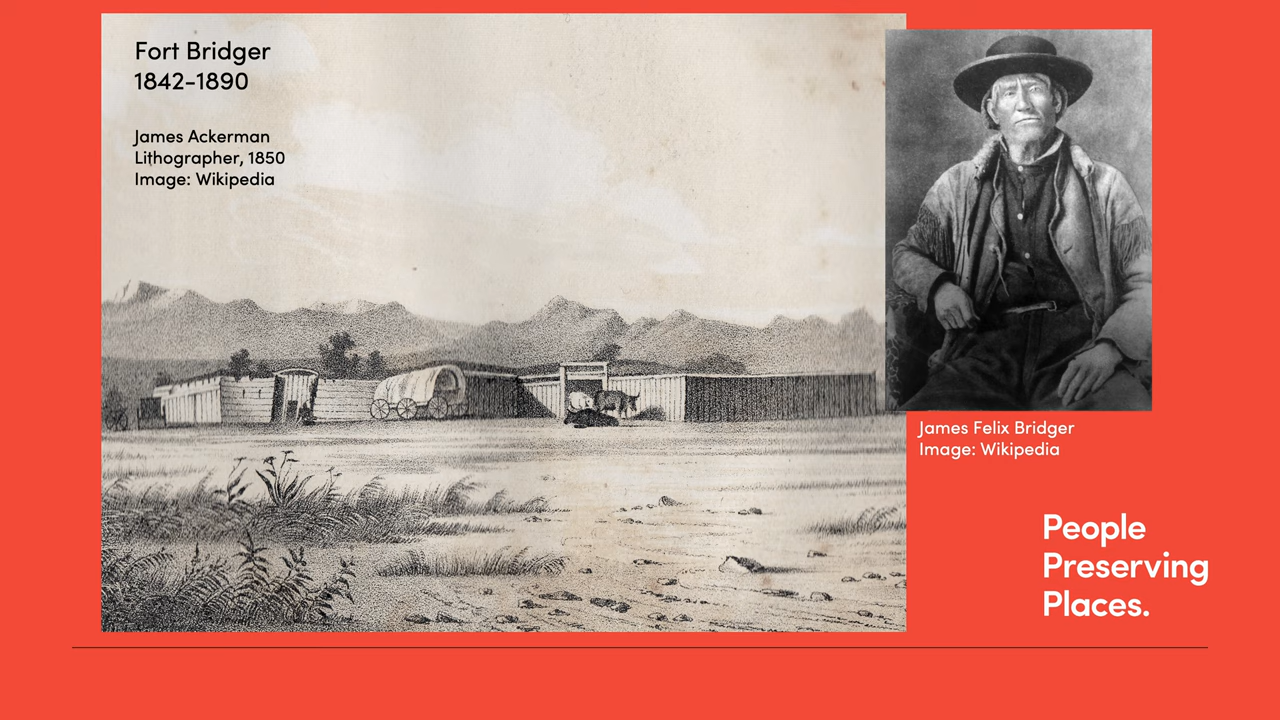 Fort Bridger
1842-1890
James Ackerman
Lithographer, 1850
Image: Wikipedia
James Felix Bridger
Image: Wikipedia
People
Preserving
Places.